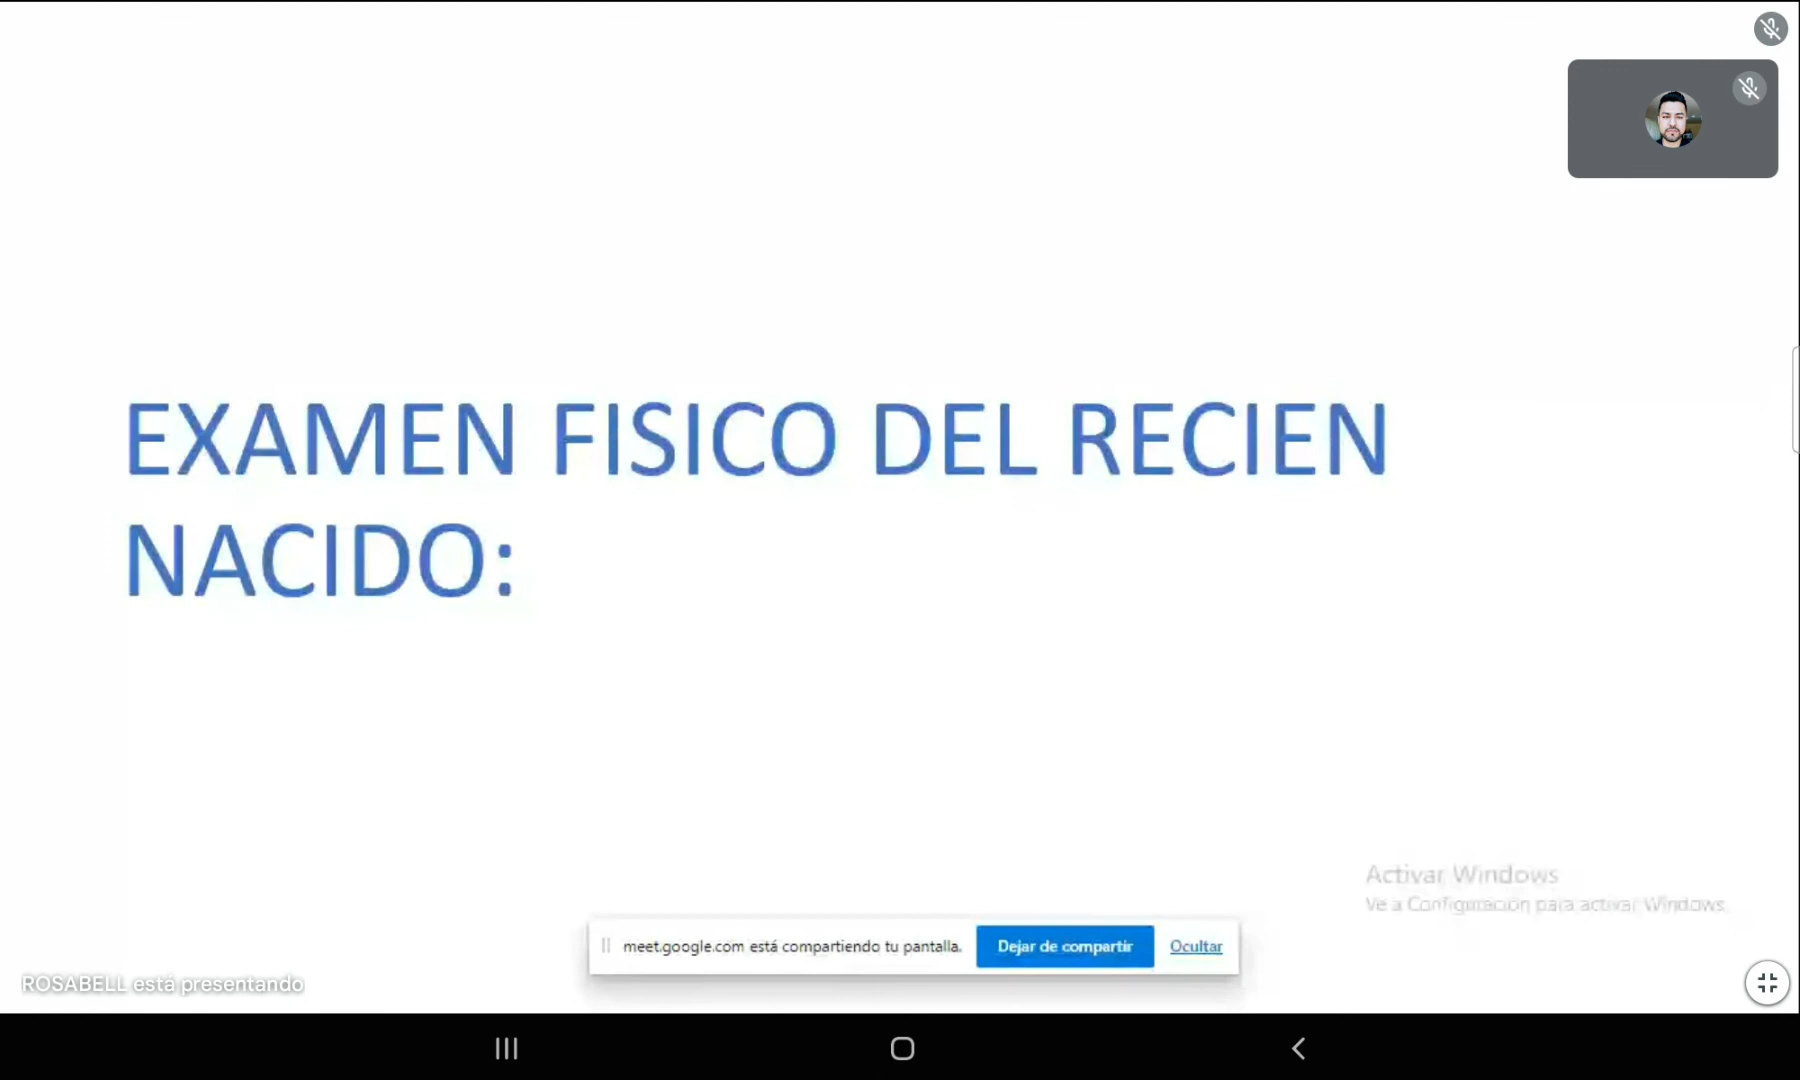 EXAMEN FISICO DEL RECIEN
NACIDO:
Activar Windows
Ve a Configuración para activar Windows.
meet.google.com está compartiendo tu pantalla.
Dejar de compartir
Ocultar
ROSABELL está presentando